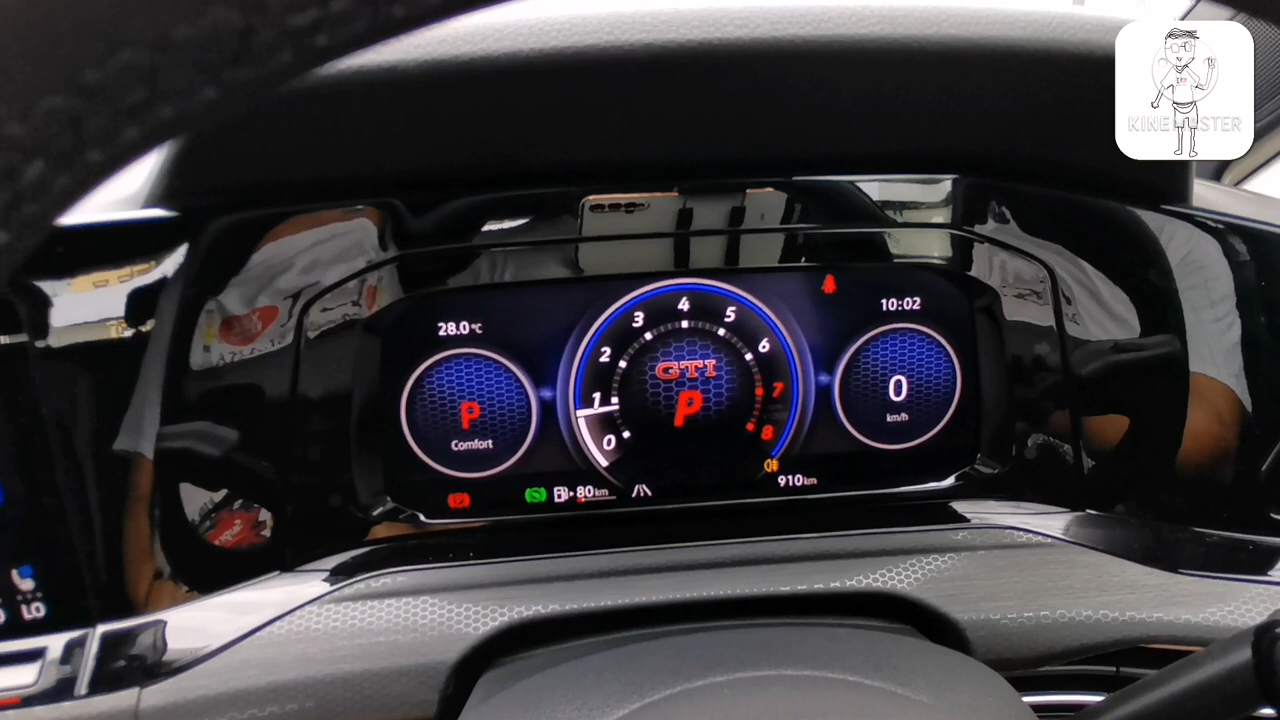 KINEMASTER
28.0°C
10:02
0 1 2 3 4 5 6 7 8
GTI
P
P
Comfort
0
km/h
80km
910km
LO